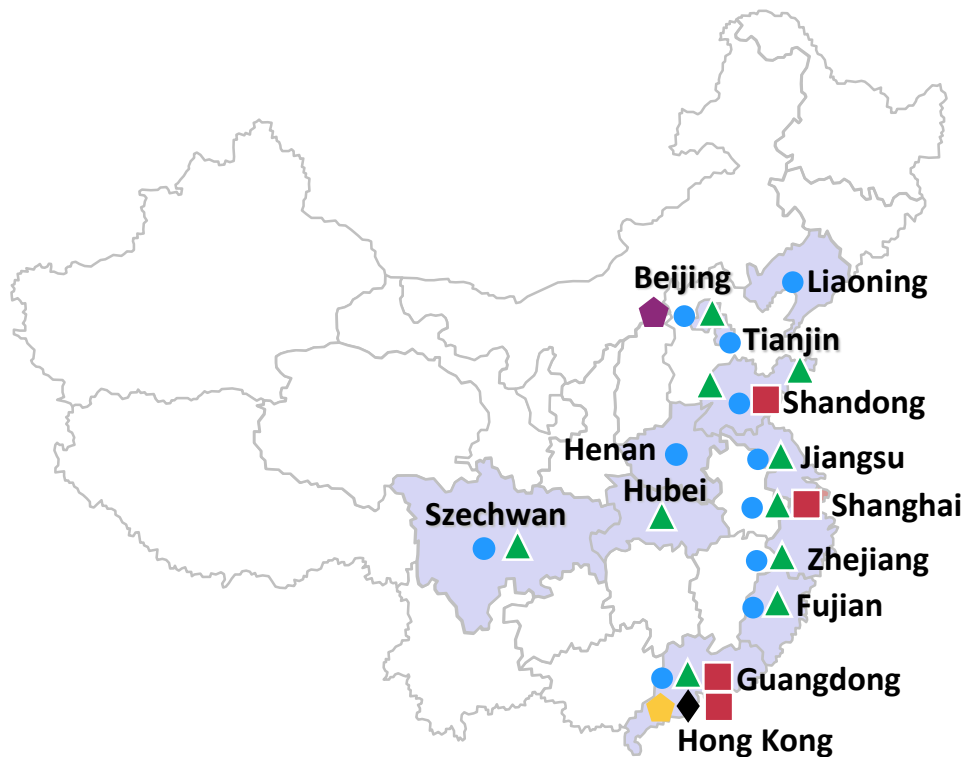 Beijing
Liaoning
Tianjin
Shandong
Henan
Jiangsu
Hubei
Shanghai
Szechwan
Zhejiang
Fujian
Guangdong
Hong Kong